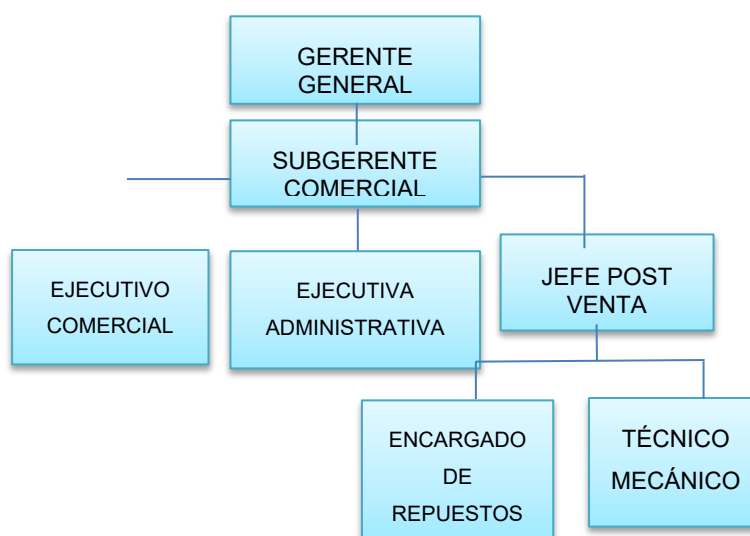 GERENTE
GENERAL
SUBGERENTE
COMERCIAL
EJECUTIVO
COMERCIAL
EJECUTIVA
ADMINISTRATIVA
JEFE POST
VENTA
ENCARGADO
DE
REPUESTOS
TÉCNICO
MECÁNICO